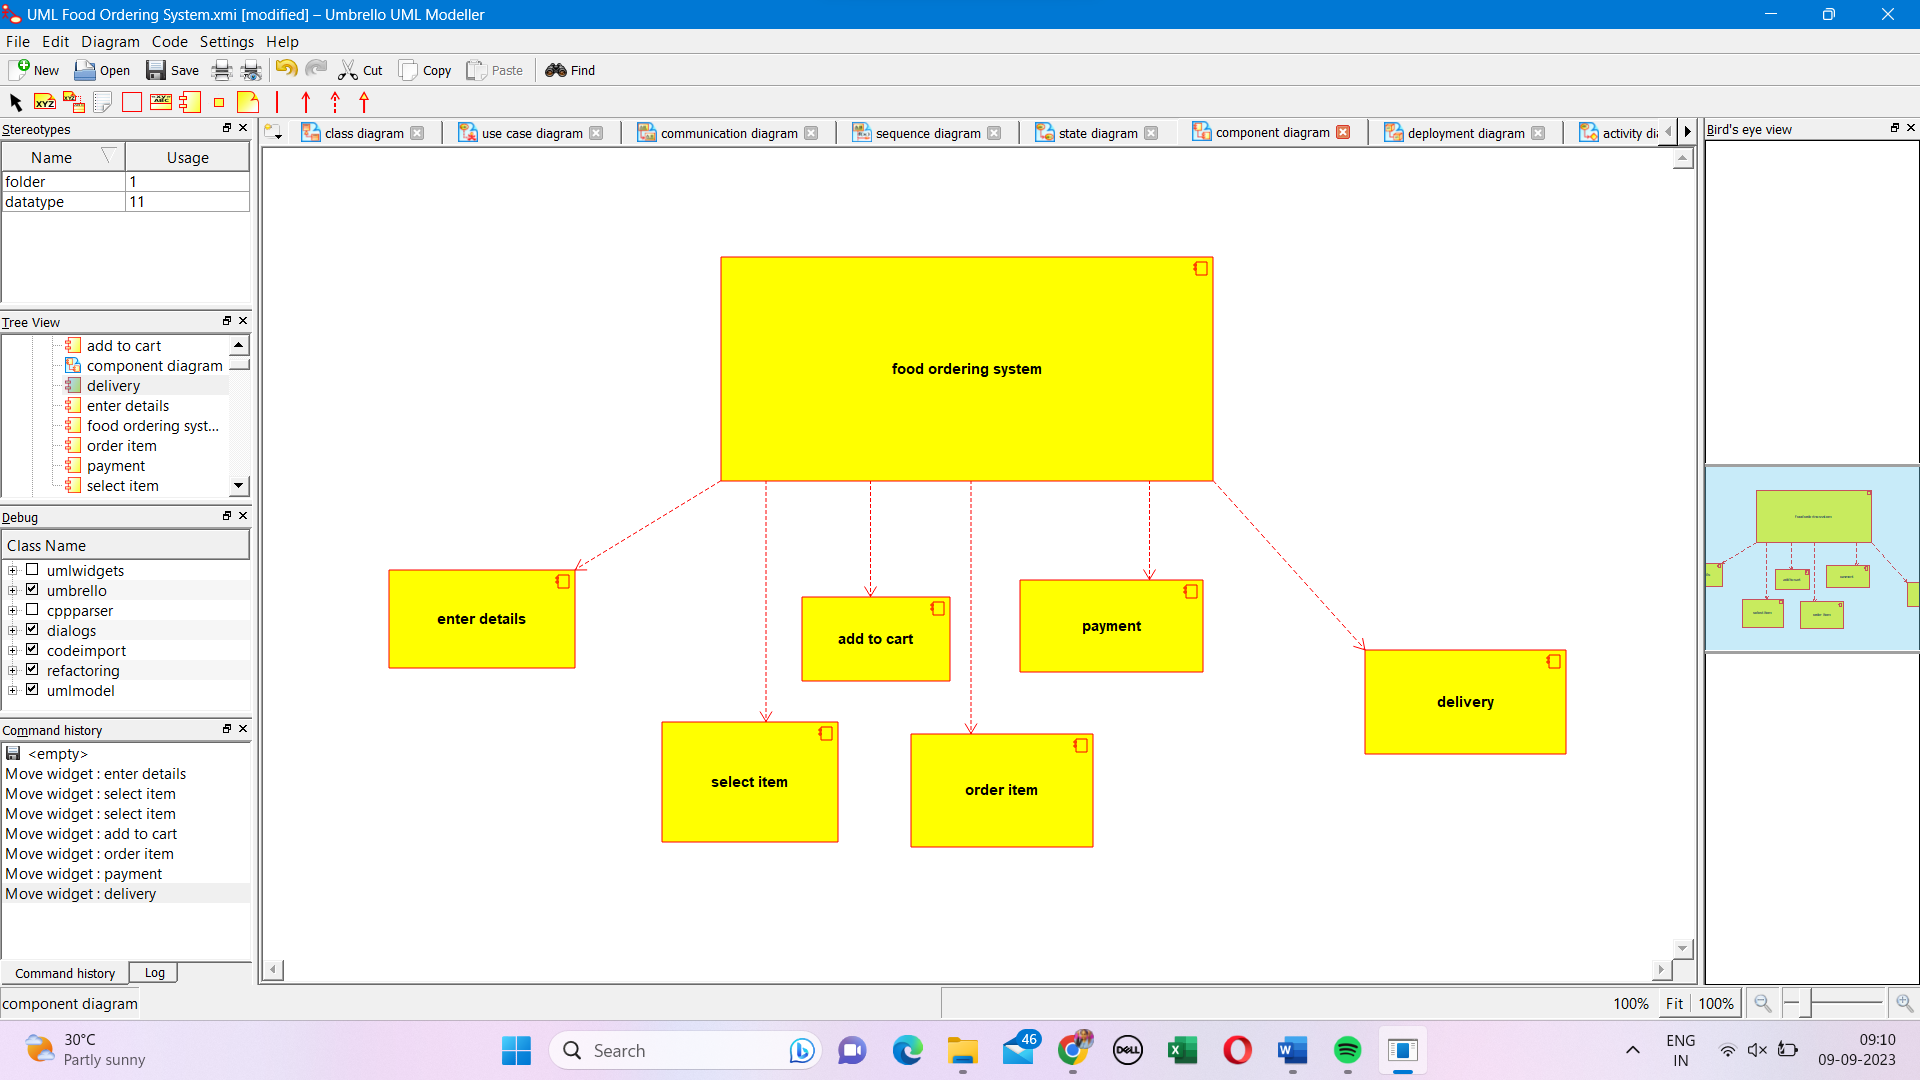 UML Food Ordering System.xmi [modified] – Umbrello UML Modeller
File Edit Diagram Code Settings Help
New Open Save Cut Copy Paste Find
XYZ
Stereotypes
Name Usage
folder 1
datatype 11
Tree View
add to cart
component diagram
delivery
enter details
food ordering syst...
order item
payment
select item
Debug
Class Name
umlwidgets
umbrello
cppparser
dialogs
codeimport
refactoring
umlmodel
Command history
<empty>
Move widget : enter details
Move widget : select item
Move widget : select item
Move widget : add to cart
Move widget : order item
Move widget : payment
Move widget : delivery
Command history Log
class diagram use case diagram communication diagram sequence diagram state diagram component diagram deployment diagram activity di
food ordering system
enter details
add to cart
payment
delivery
select item
order item
Bird's eye view
component diagram
100% Fit 100%
30°C
Partly sunny
Search
46
DELL
ENG
IN
09:10
09-09-2023